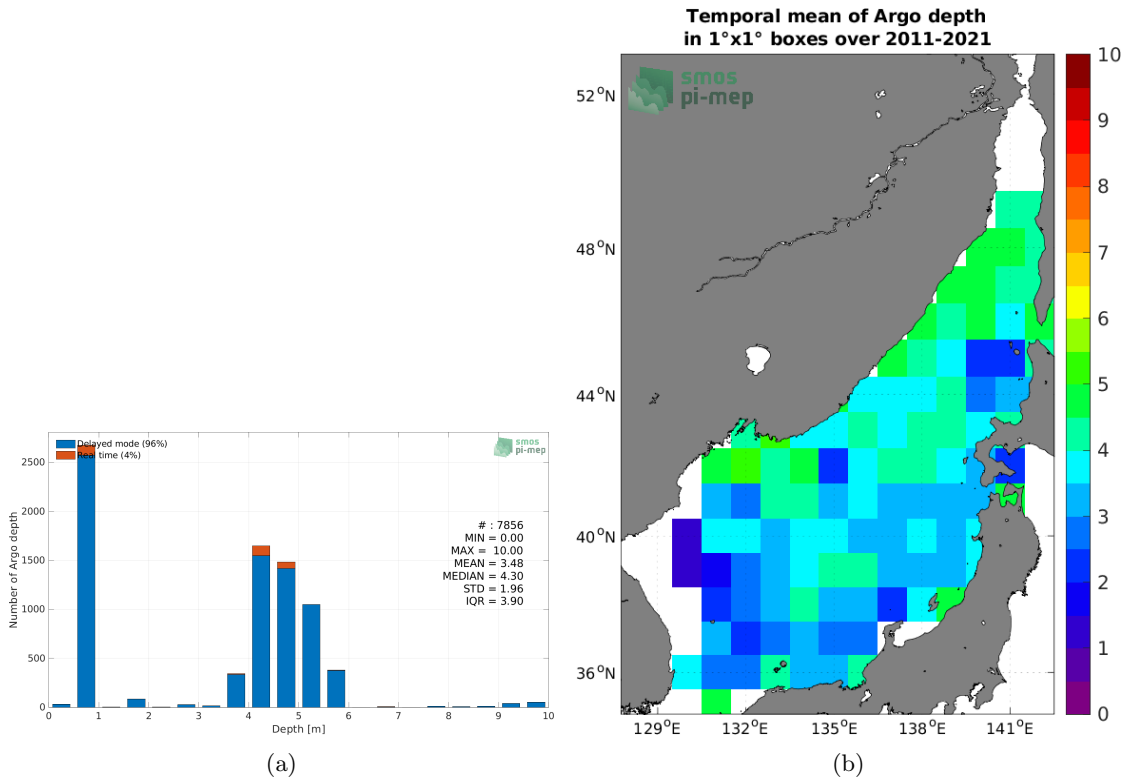 Delayed mode (96%)
Real time (4%)
smos
pi-mep
2500
2000
1500
1000
500
0
Number of Argo depth
# : 7856
MIN = 0.00
MAX = 10.00
MEAN = 3.48
MEDIAN = 4.30
STD = 1.96
IQR = 3.90
0 1 2 3 4 5 6 7 8 9 10
Depth [m]
(a)
Temporal mean of Argo depth
in 1°x1° boxes over 2011-2021
smos
pi-mep
52°N
48°N
44°N
40°N
36°N
129°E 132°E 135°E 138°E 141°E
10
9
8
7
6
5
4
3
2
1
0
(b)